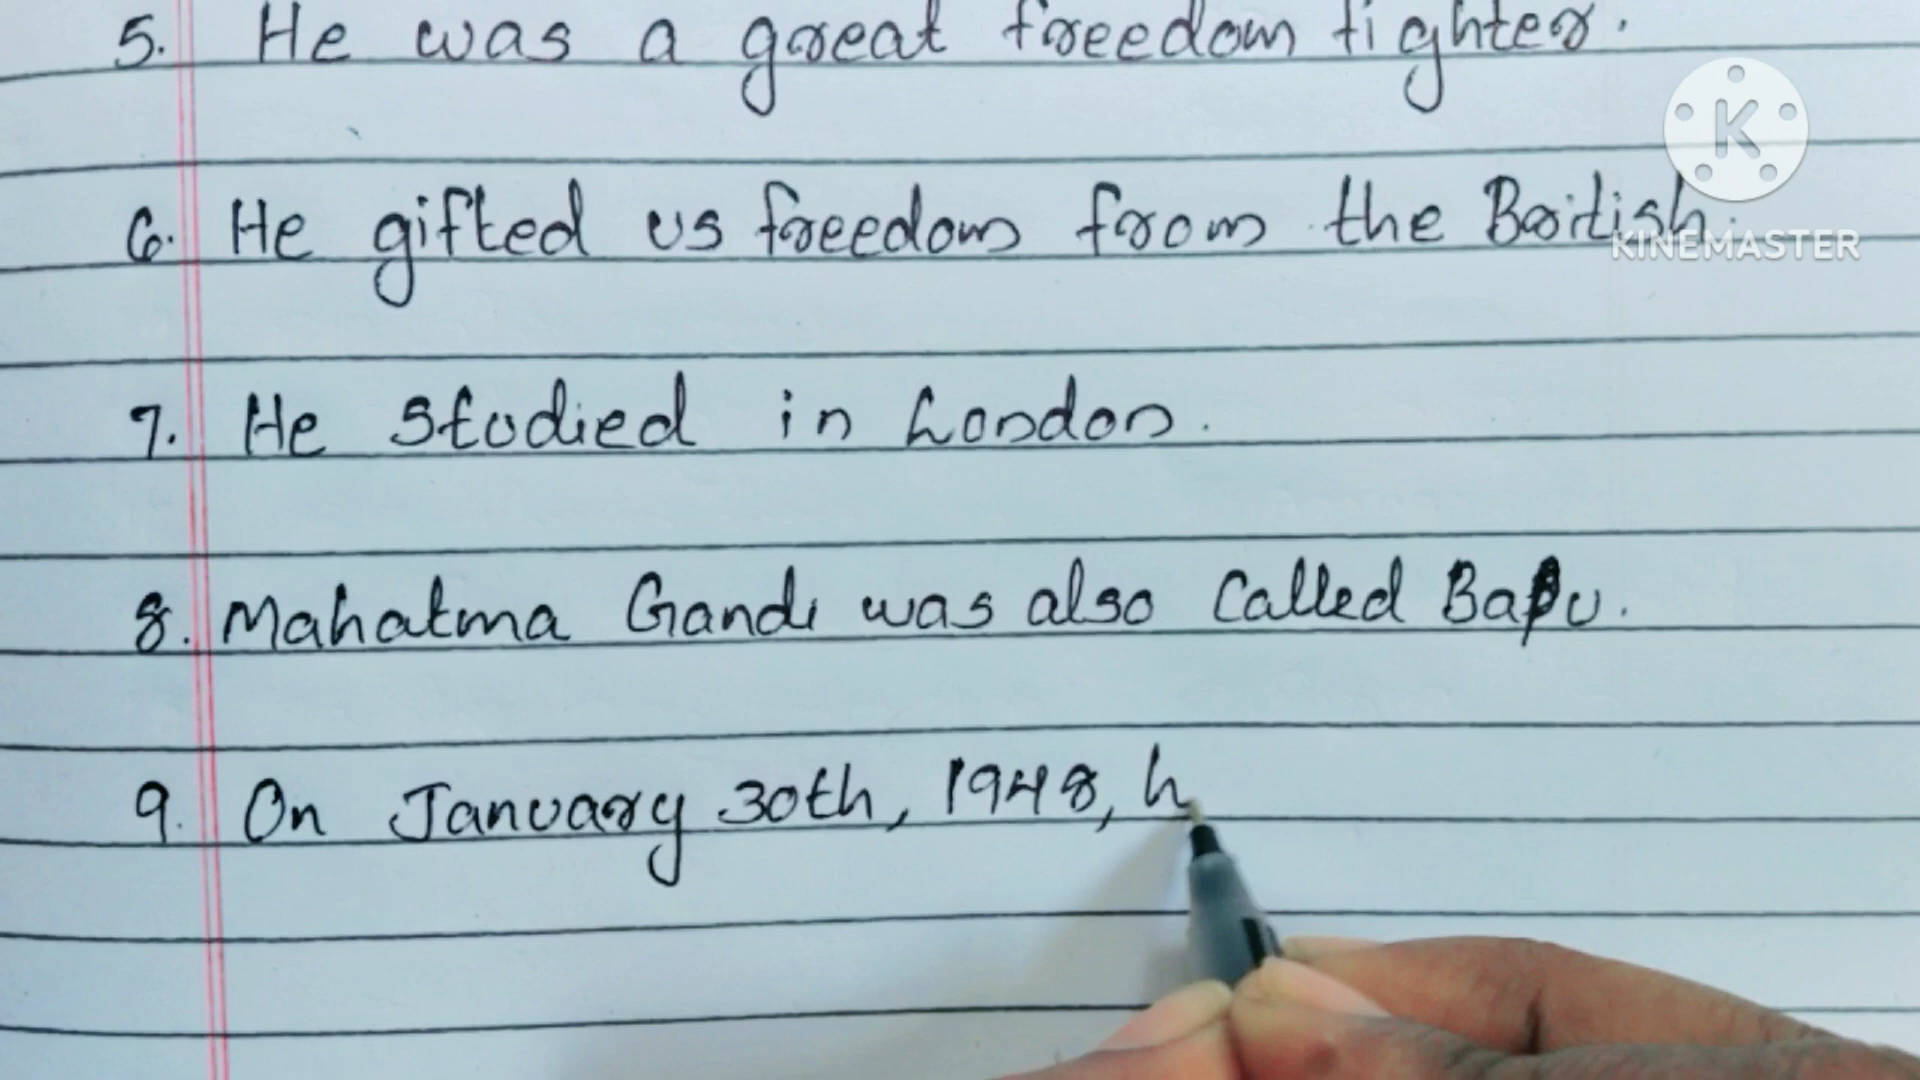 5. He was a great freedom fighter.
6. He gifted us freedom from the British.
K
KINEMASTER
7. He studied in London.
8. Mahatma Gandi was also Called Bapu.
9. On January 30th, 1948, h